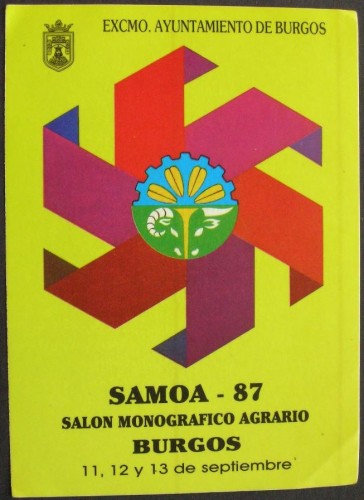 EXCMO. AYUNTAMIENTO DE BURGOS
SAMOA - 87
SALON MONOGRAFICO AGRARIO
BURGOS
11, 12 y 13 de septiembre